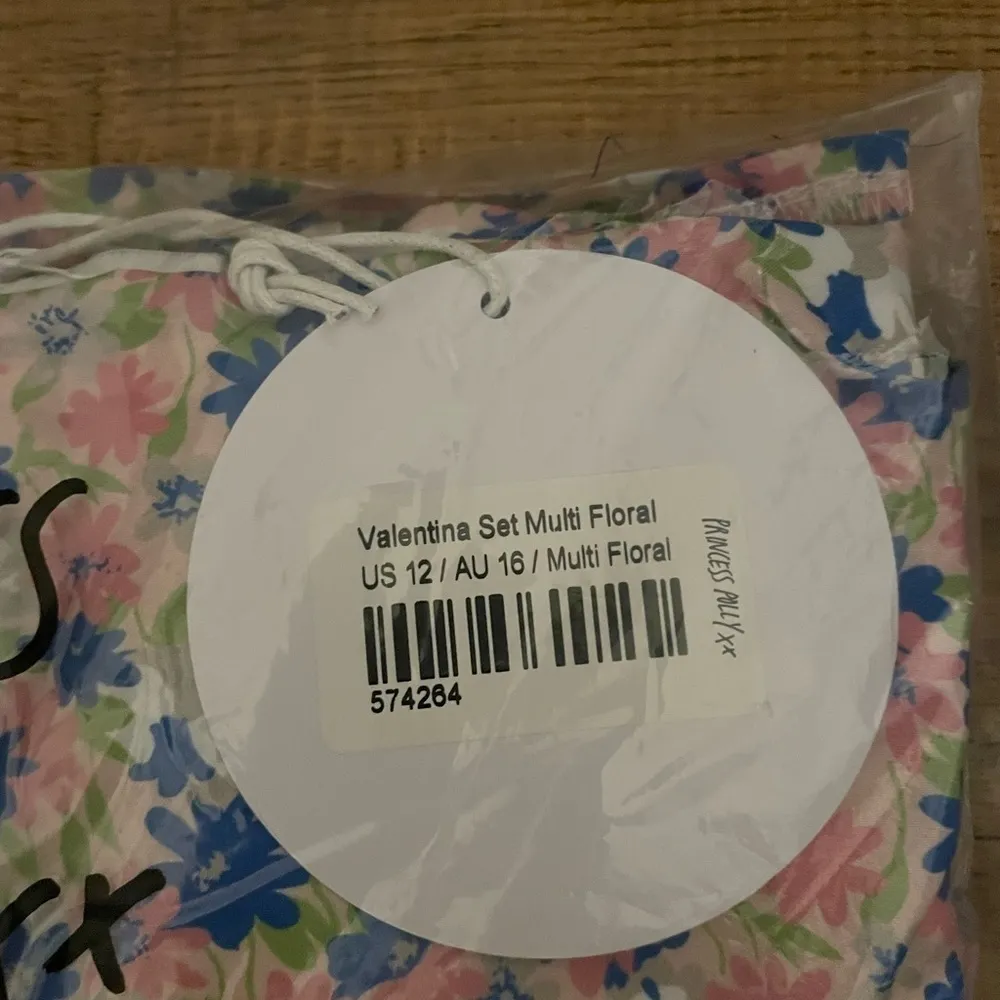 Valentina Set Multi Floral
US 12 / AU 16 / Multi Floral
574264
PRINCESS POLLY xx